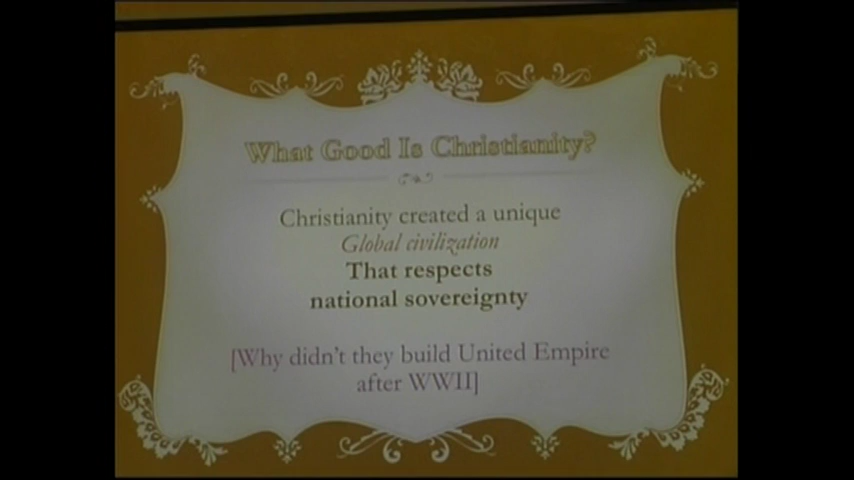 What Good Is Christianity?
Christianity created a unique
Global civilization
That respects
national sovereignty
[Why didn't they build United Empire
after WWII]